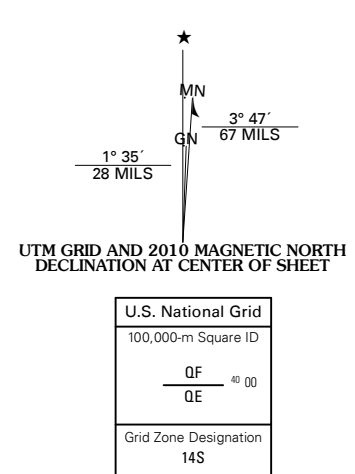 ★
MN
GN
3° 47´
67 MILS
1° 35´
28 MILS
UTM GRID AND 2010 MAGNETIC NORTH
DECLINATION AT CENTER OF SHEET
U.S. National Grid
100,000-m Square ID
QF
QE
40 00
Grid Zone Designation
14S